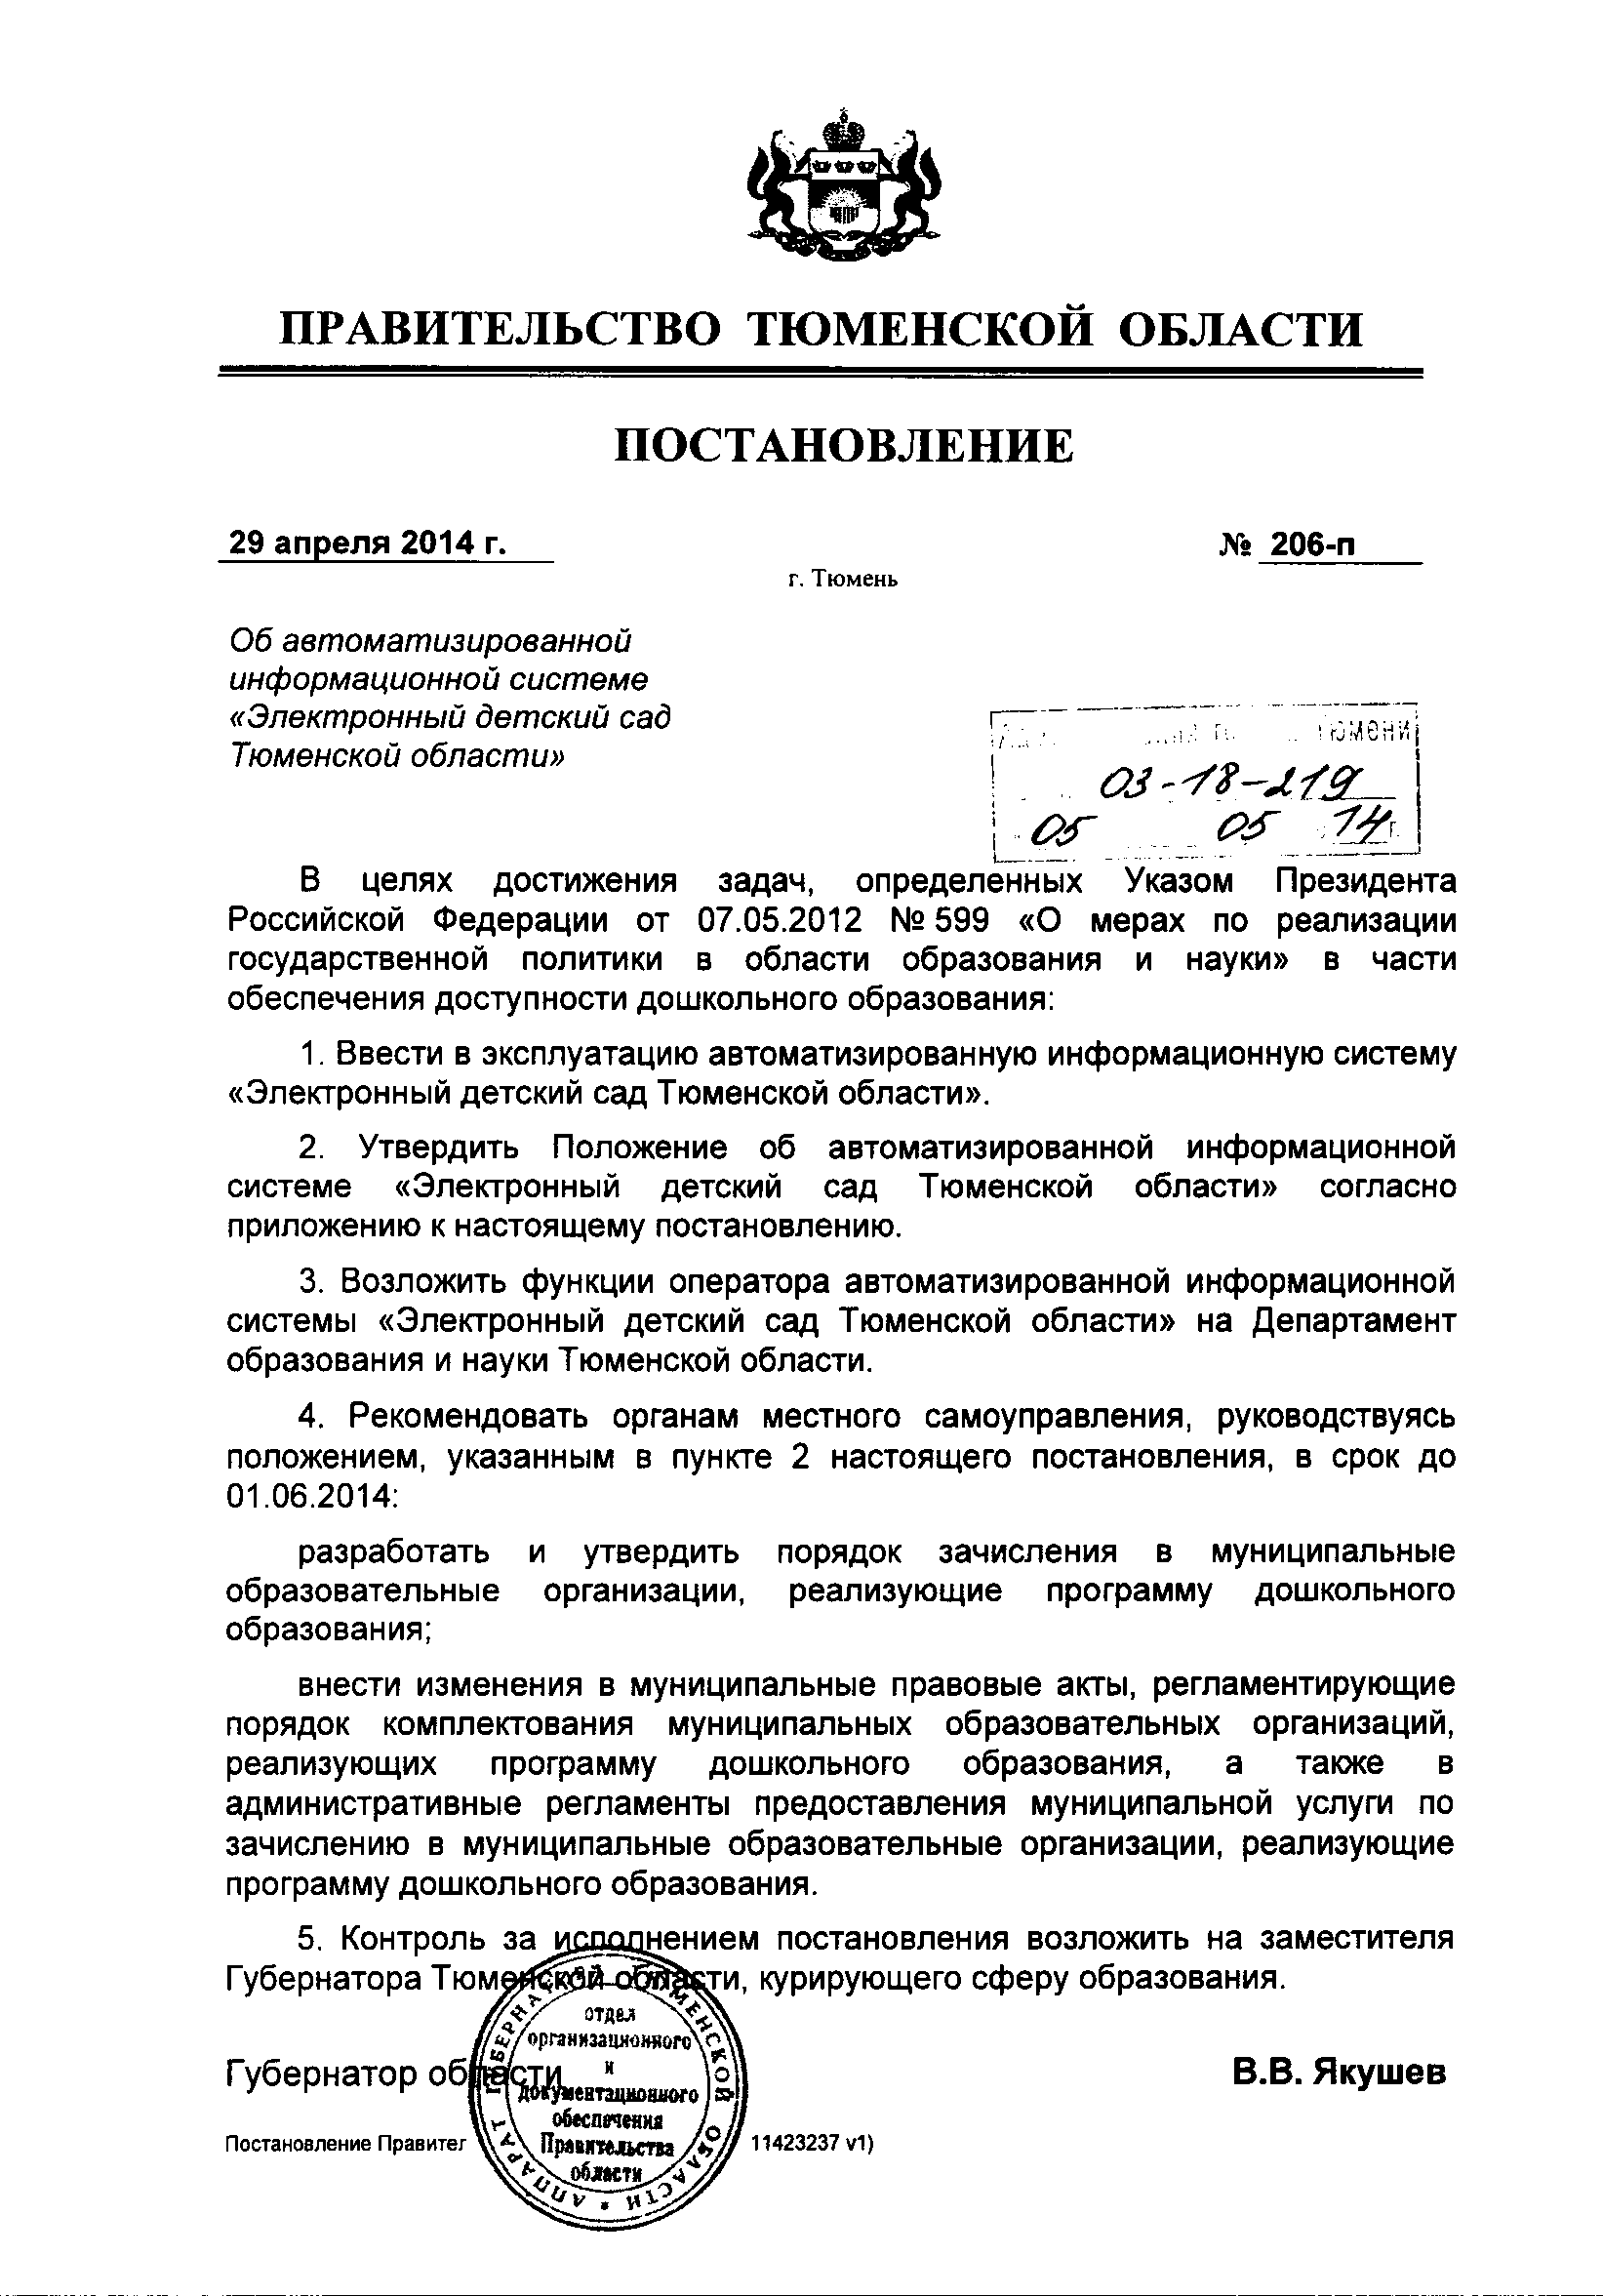 ПРАВИТЕЛЬСТВО ТЮМЕНСКОЙ ОБЛАСТИ
ПОСТАНОВЛЕНИЕ
29 апреля 2014 г.
№ 206-п
г. Тюмень
Об автоматизированной
информационной системе
«Электронный детский сад
Тюменской области»
03-18-219
05 05 14 г.
В целях достижения задач, определенных Указом Президента
Российской Федерации от 07.05.2012 № 599 «О мерах по реализации
государственной политики в области образования и науки» в части
обеспечения доступности дошкольного образования:
1. Ввести в эксплуатацию автоматизированную информационную систему
«Электронный детский сад Тюменской области».
2. Утвердить Положение об автоматизированной информационной
системе «Электронный детский сад Тюменской области» согласно
приложению к настоящему постановлению.
3. Возложить функции оператора автоматизированной информационной
системы «Электронный детский сад Тюменской области» на Департамент
образования и науки Тюменской области.
4. Рекомендовать органам местного самоуправления, руководствуясь
положением, указанным в пункте 2 настоящего постановления, в срок до
01.06.2014:
разработать и утвердить порядок зачисления в муниципальные
образовательные организации, реализующие программу дошкольного
образования;
внести изменения в муниципальные правовые акты, регламентирующие
порядок комплектования муниципальных образовательных организаций,
реализующих программу дошкольного образования, а также в
административные регламенты предоставления муниципальной услуги по
зачислению в муниципальные образовательные организации, реализующие
программу дошкольного образования.
5. Контроль за исполнением постановления возложить на заместителя
Губернатора Тюменской области, курирующего сферу образования.
Губернатор области
В.В. Якушев
АППАРАТ ГУБЕРНАТОРА ТЮМЕНСКОЙ ОБЛАСТИ
отдел
организационного
и
документационного
обеспечения
Правительства
области
Постановление Правител
11423237 v1)